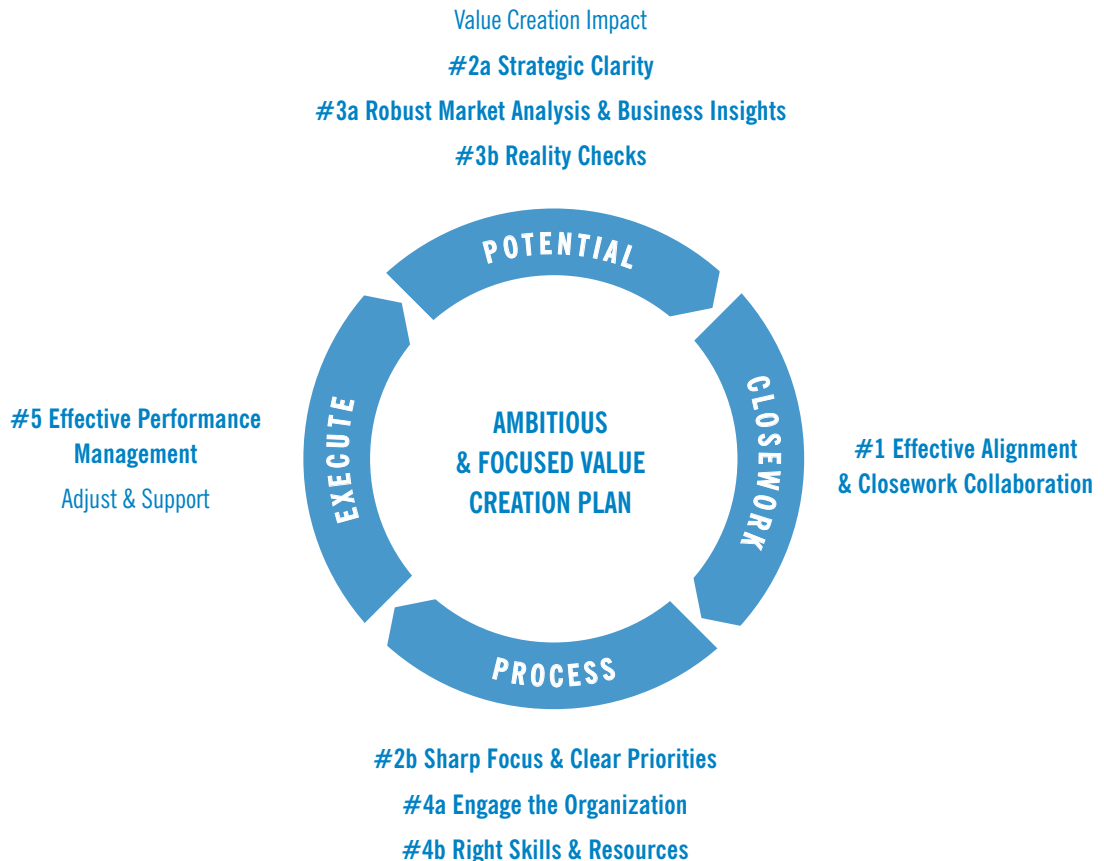 Value Creation Impact
#2a Strategic Clarity
#3a Robust Market Analysis & Business Insights
#3b Reality Checks
POTENTIAL
CLOSEWORK
#1 Effective Alignment
& Closework Collaboration
AMBITIOUS
& FOCUSED VALUE
CREATION PLAN
#5 Effective Performance
Management
Adjust & Support
EXECUTE
PROCESS
#2b Sharp Focus & Clear Priorities
#4a Engage the Organization
#4b Right Skills & Resources